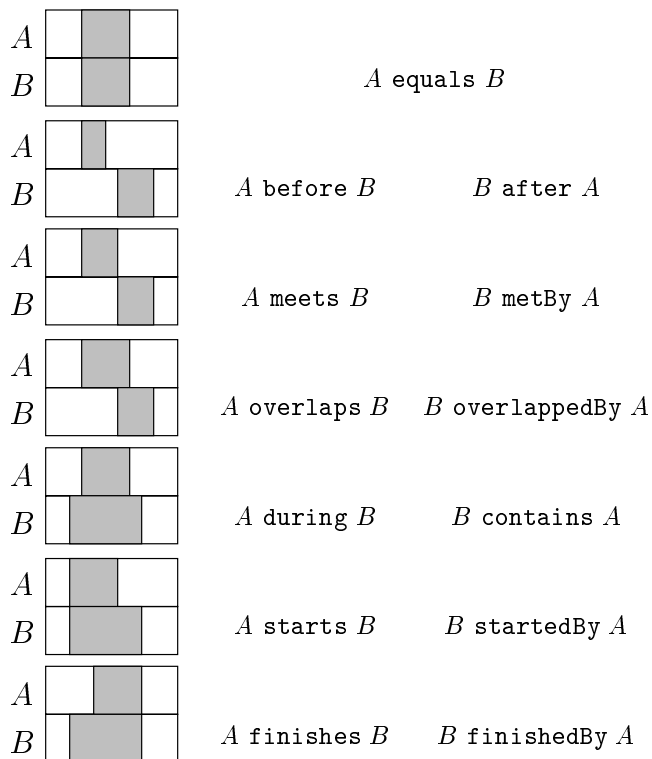 A
B
A equals B
A
B
A before B B after A
A
B
A meets B B metBy A
A
B
A overlaps B B overlappedBy A
A
B
A during B B contains A
A
B
A starts B B startedBy A
A
B
A finishes B B finishedBy A